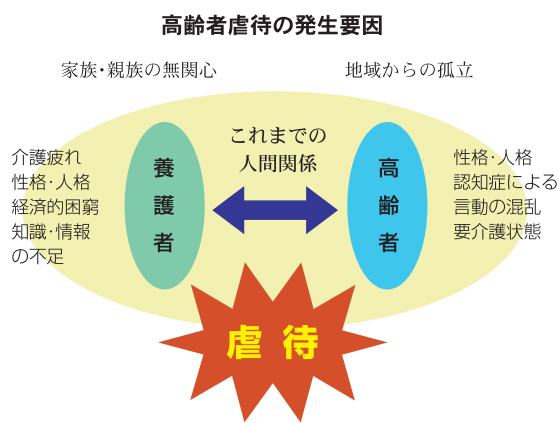 高齢者虐待の発生要因
家族・親族の無関心
地域からの孤立
介護疲れ
性格・人格
経済的困窮
知識・情報
の不足
養護者
これまでの
人間関係
高齢者
性格・人格
認知症による
言動の混乱
要介護状態
虐待